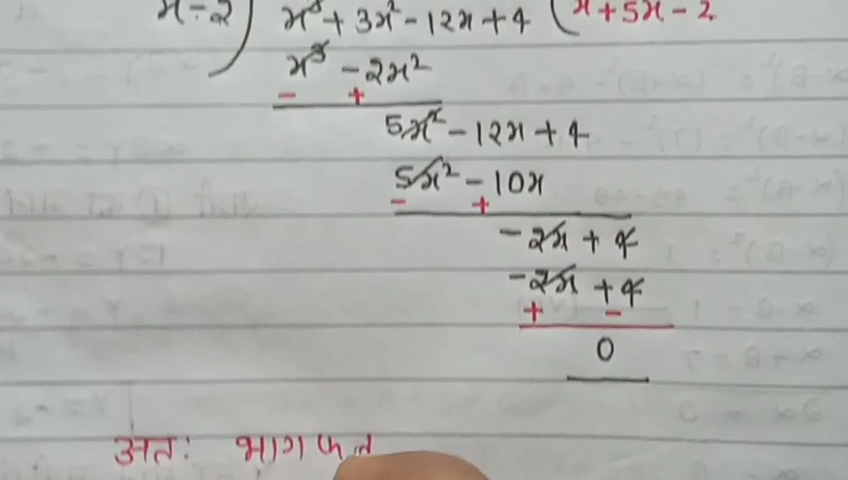 x - 2 ) x³ + 3x² - 12x + 4 ( x + 5x - 2
x³ - 2x²
- +
5x² - 12x + 4
5x² - 10x
- +
- 2x + 4
- 2x + 4
+ -
0
अतः भागफल